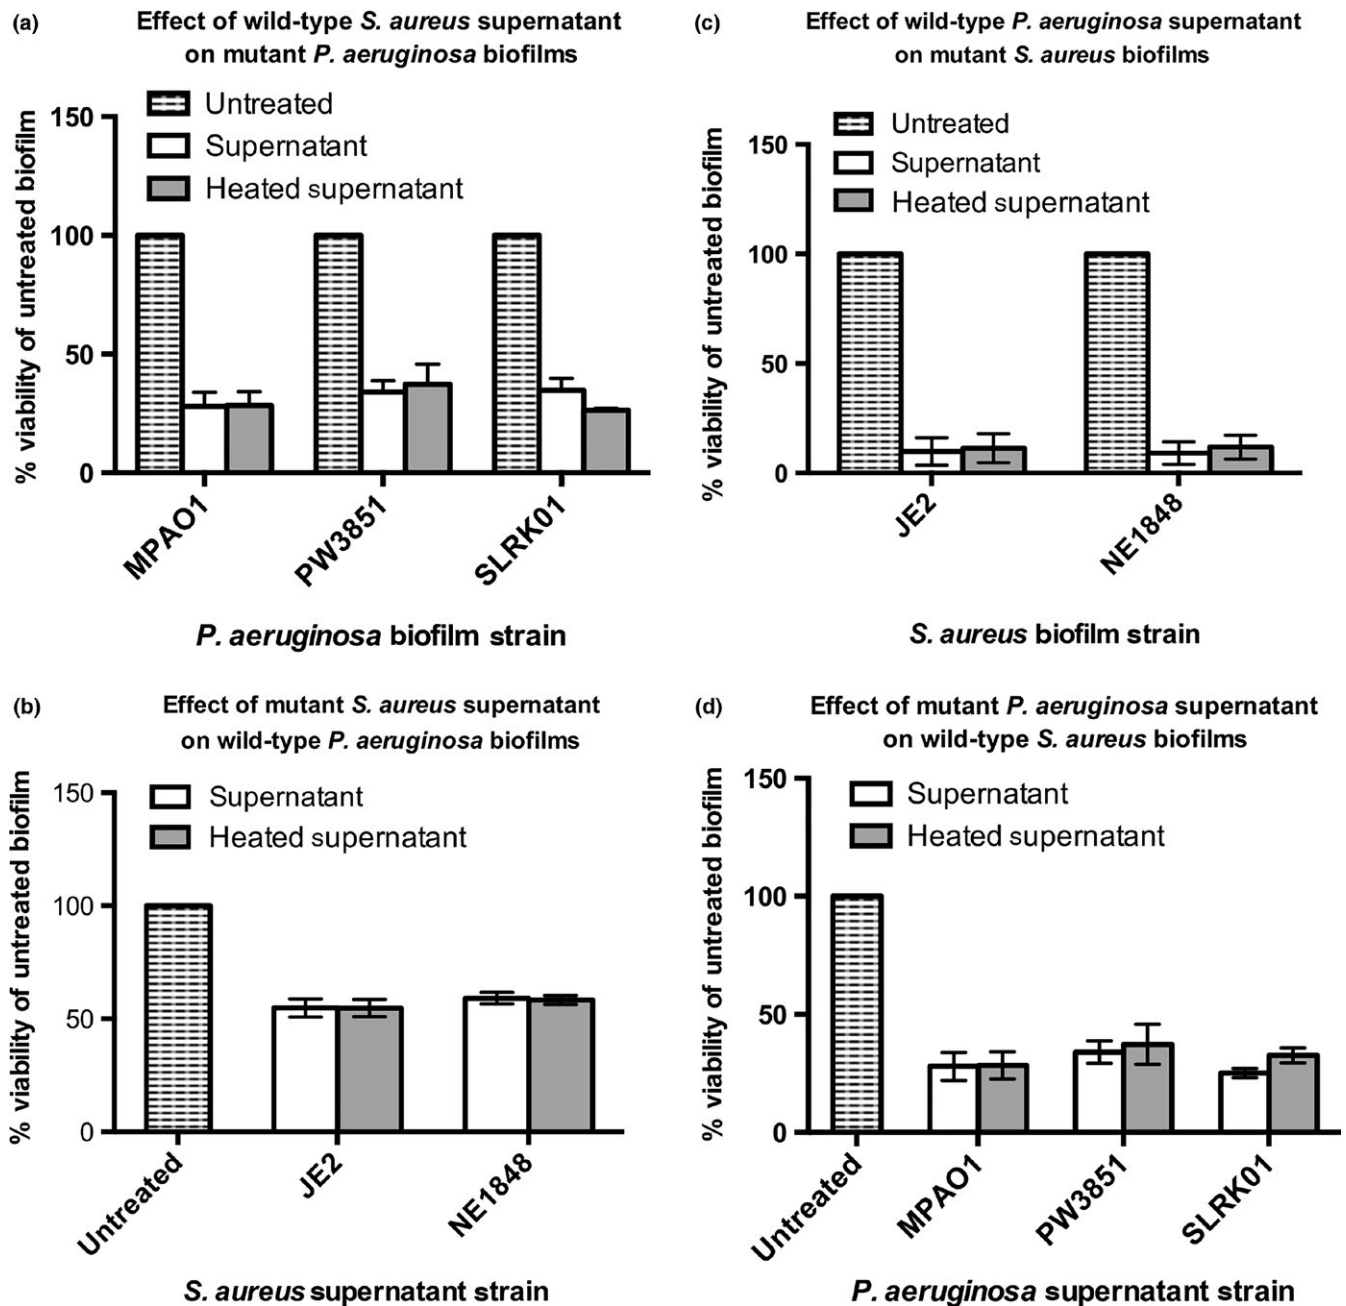 (a)
Effect of wild-type S. aureus supernatant
on mutant P. aeruginosa biofilms
% viability of untreated biofilm
150
100
50
0
Untreated
Supernatant
Heated supernatant
MPAO1
PW3851
SLRK01
P. aeruginosa biofilm strain
(c)
Effect of wild-type P. aeruginosa supernatant
on mutant S. aureus biofilms
% viability of untreated biofilm
150
100
50
0
Untreated
Supernatant
Heated supernatant
JE2
NE1848
S. aureus biofilm strain
(b)
Effect of mutant S. aureus supernatant
on wild-type P. aeruginosa biofilms
% viability of untreated biofilm
150
100
50
0
Supernatant
Heated supernatant
Untreated
JE2
NE1848
S. aureus supernatant strain
(d)
Effect of mutant P. aeruginosa supernatant
on wild-type S. aureus biofilms
% viability of untreated biofilm
150
100
50
0
Supernatant
Heated supernatant
Untreated
MPAO1
PW3851
SLRK01
P. aeruginosa supernatant strain